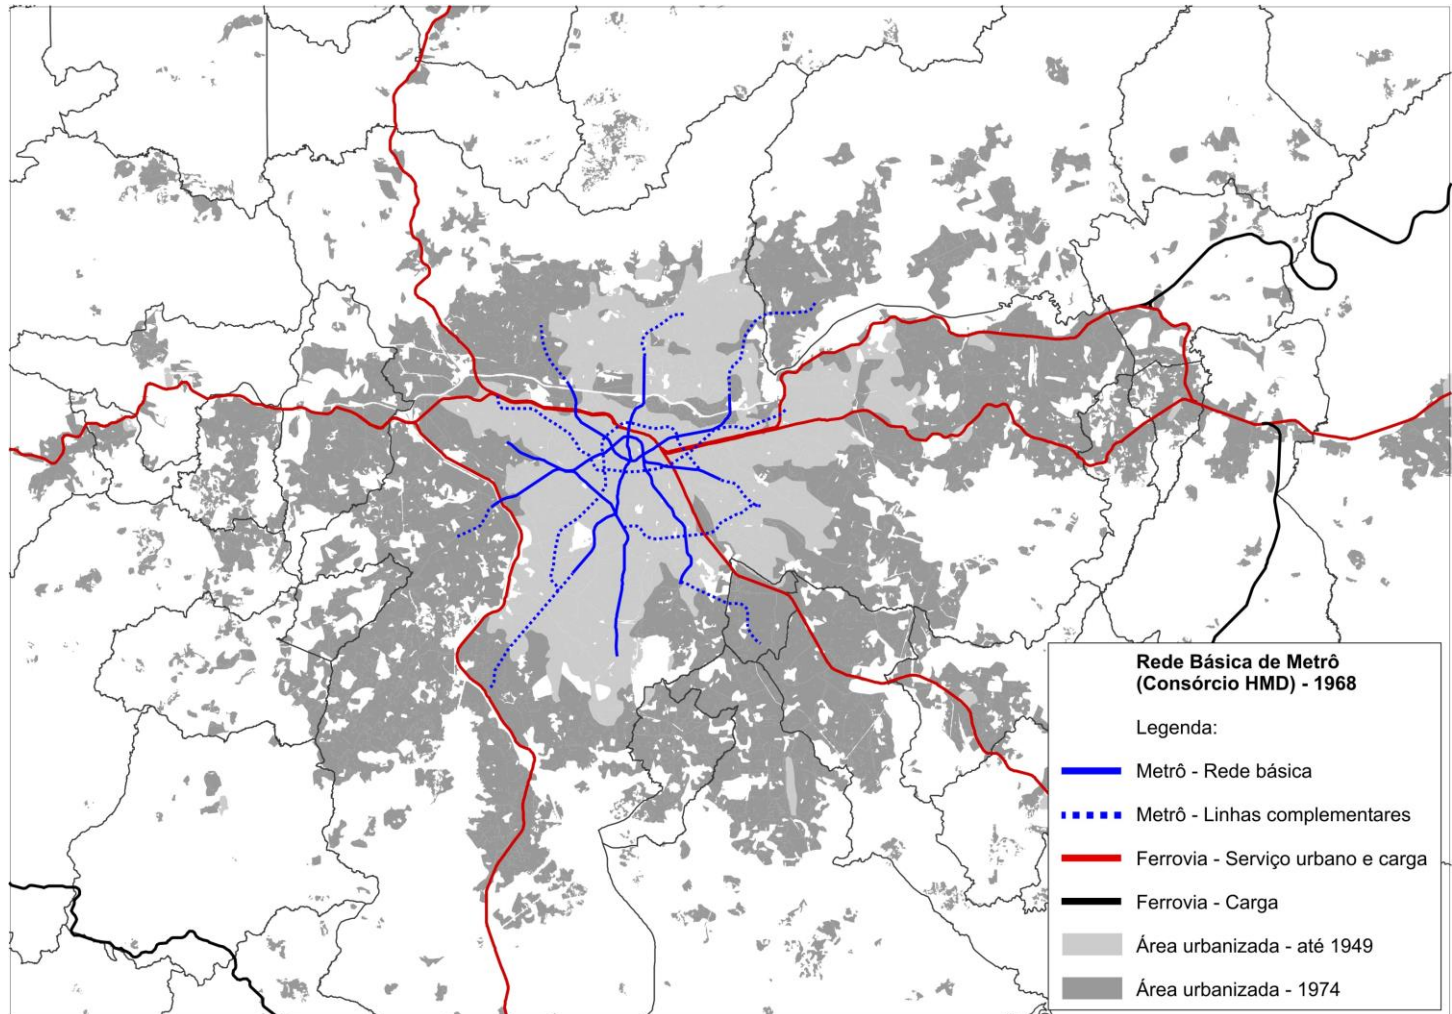 Rede Básica de Metrô
(Consórcio HMD) - 1968
Legenda:
Metrô - Rede básica
Metrô - Linhas complementares
Ferrovia - Serviço urbano e carga
Ferrovia - Carga
Área urbanizada - até 1949
Área urbanizada - 1974